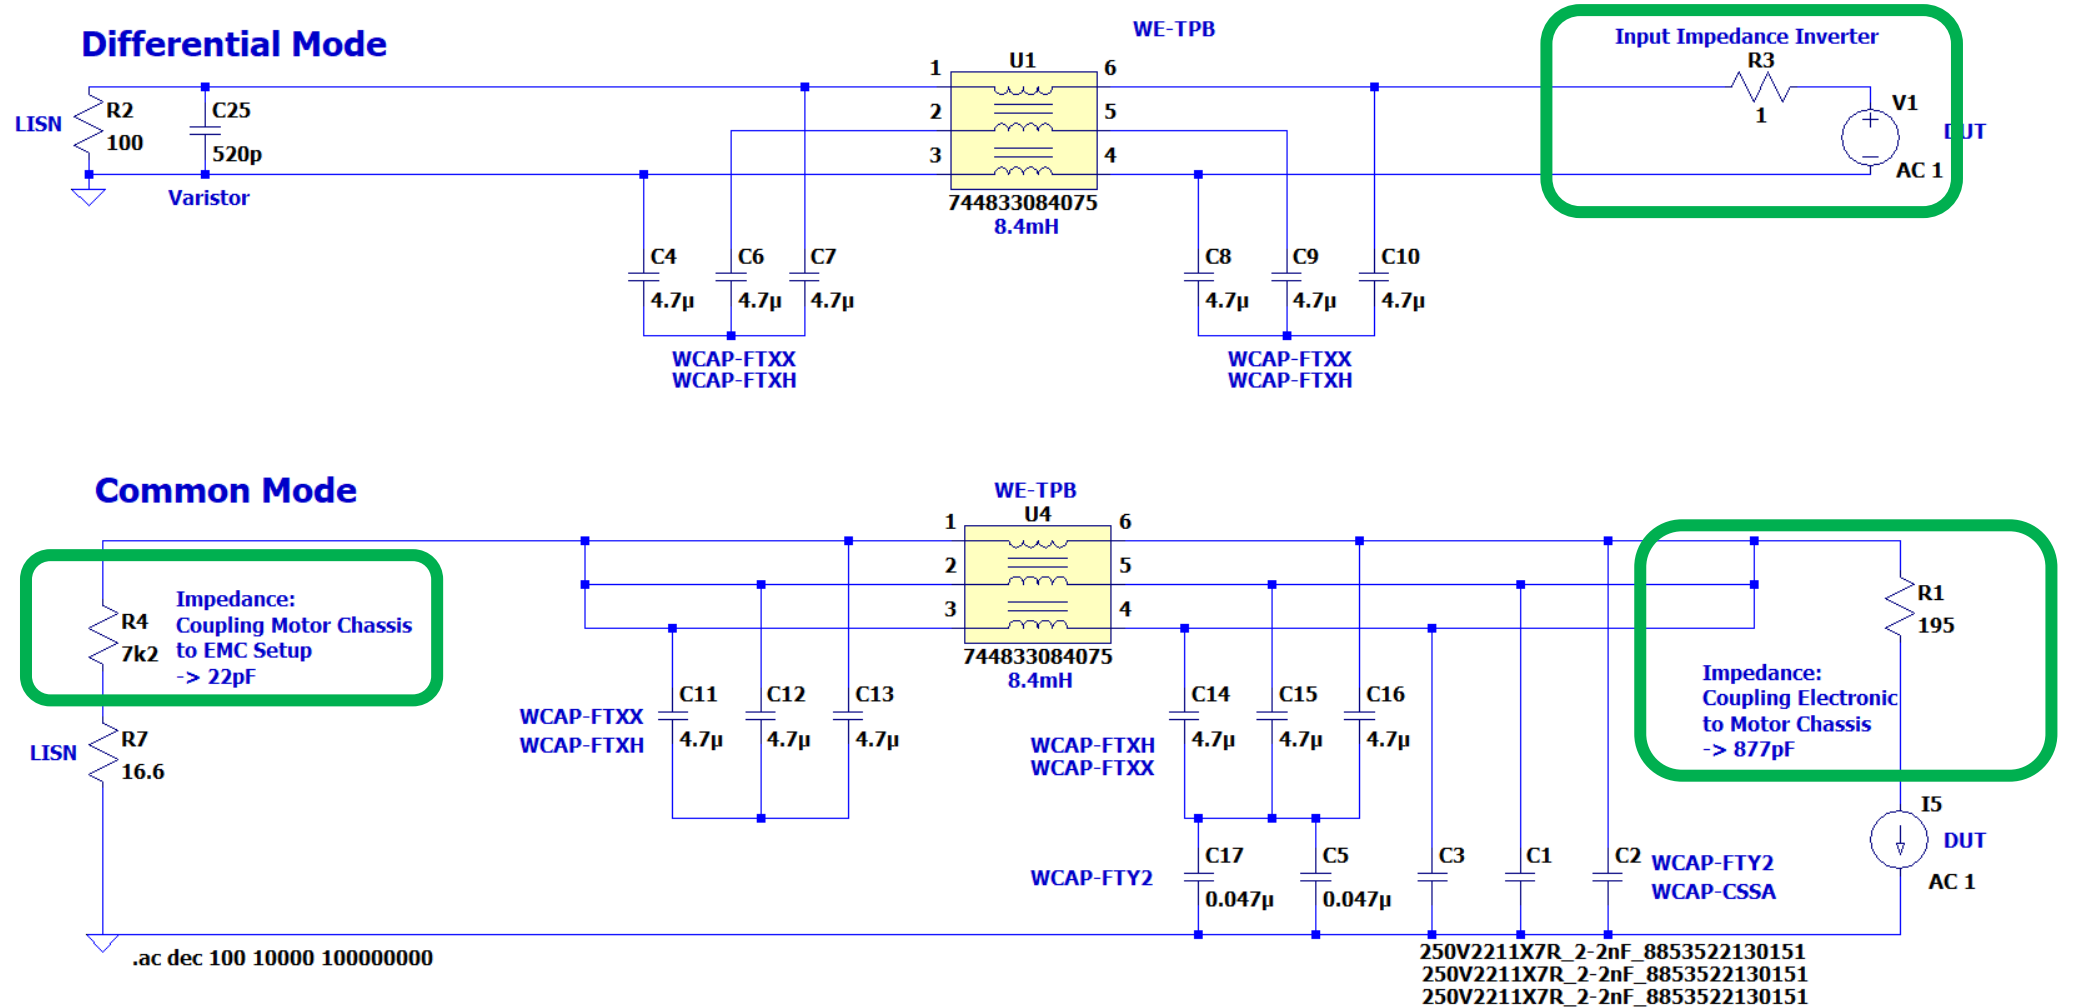 Differential Mode
WE-TPB
Input Impedance Inverter
R3
1
V1
DUT
AC 1
LISN
R2
100
C25
520p
Varistor
1
U1
6
2
5
3
4
744833084075
8.4mH
C4
4.7µ
C6
4.7µ
C7
4.7µ
WCAP-FTXX
WCAP-FTXH
C8
4.7µ
C9
4.7µ
C10
4.7µ
WCAP-FTXX
WCAP-FTXH
Common Mode
WE-TPB
U4
1
6
2
5
3
4
744833084075
8.4mH
R4
7k2
Impedance:
Coupling Motor Chassis
to EMC Setup
-> 22pF
LISN
R7
16.6
WCAP-FTXX
WCAP-FTXH
C11
4.7µ
C12
4.7µ
C13
4.7µ
WCAP-FTXH
WCAP-FTXX
C14
4.7µ
C15
4.7µ
C16
4.7µ
R1
195
Impedance:
Coupling Electronic
to Motor Chassis
-> 877pF
I5
DUT
AC 1
WCAP-FTY2
C17
0.047µ
C5
0.047µ
C3
C1
C2
WCAP-FTY2
WCAP-CSSA
.ac dec 100 10000 100000000
250V2211X7R_2-2nF_8853522130151
250V2211X7R_2-2nF_8853522130151
250V2211X7R_2-2nF_8853522130151